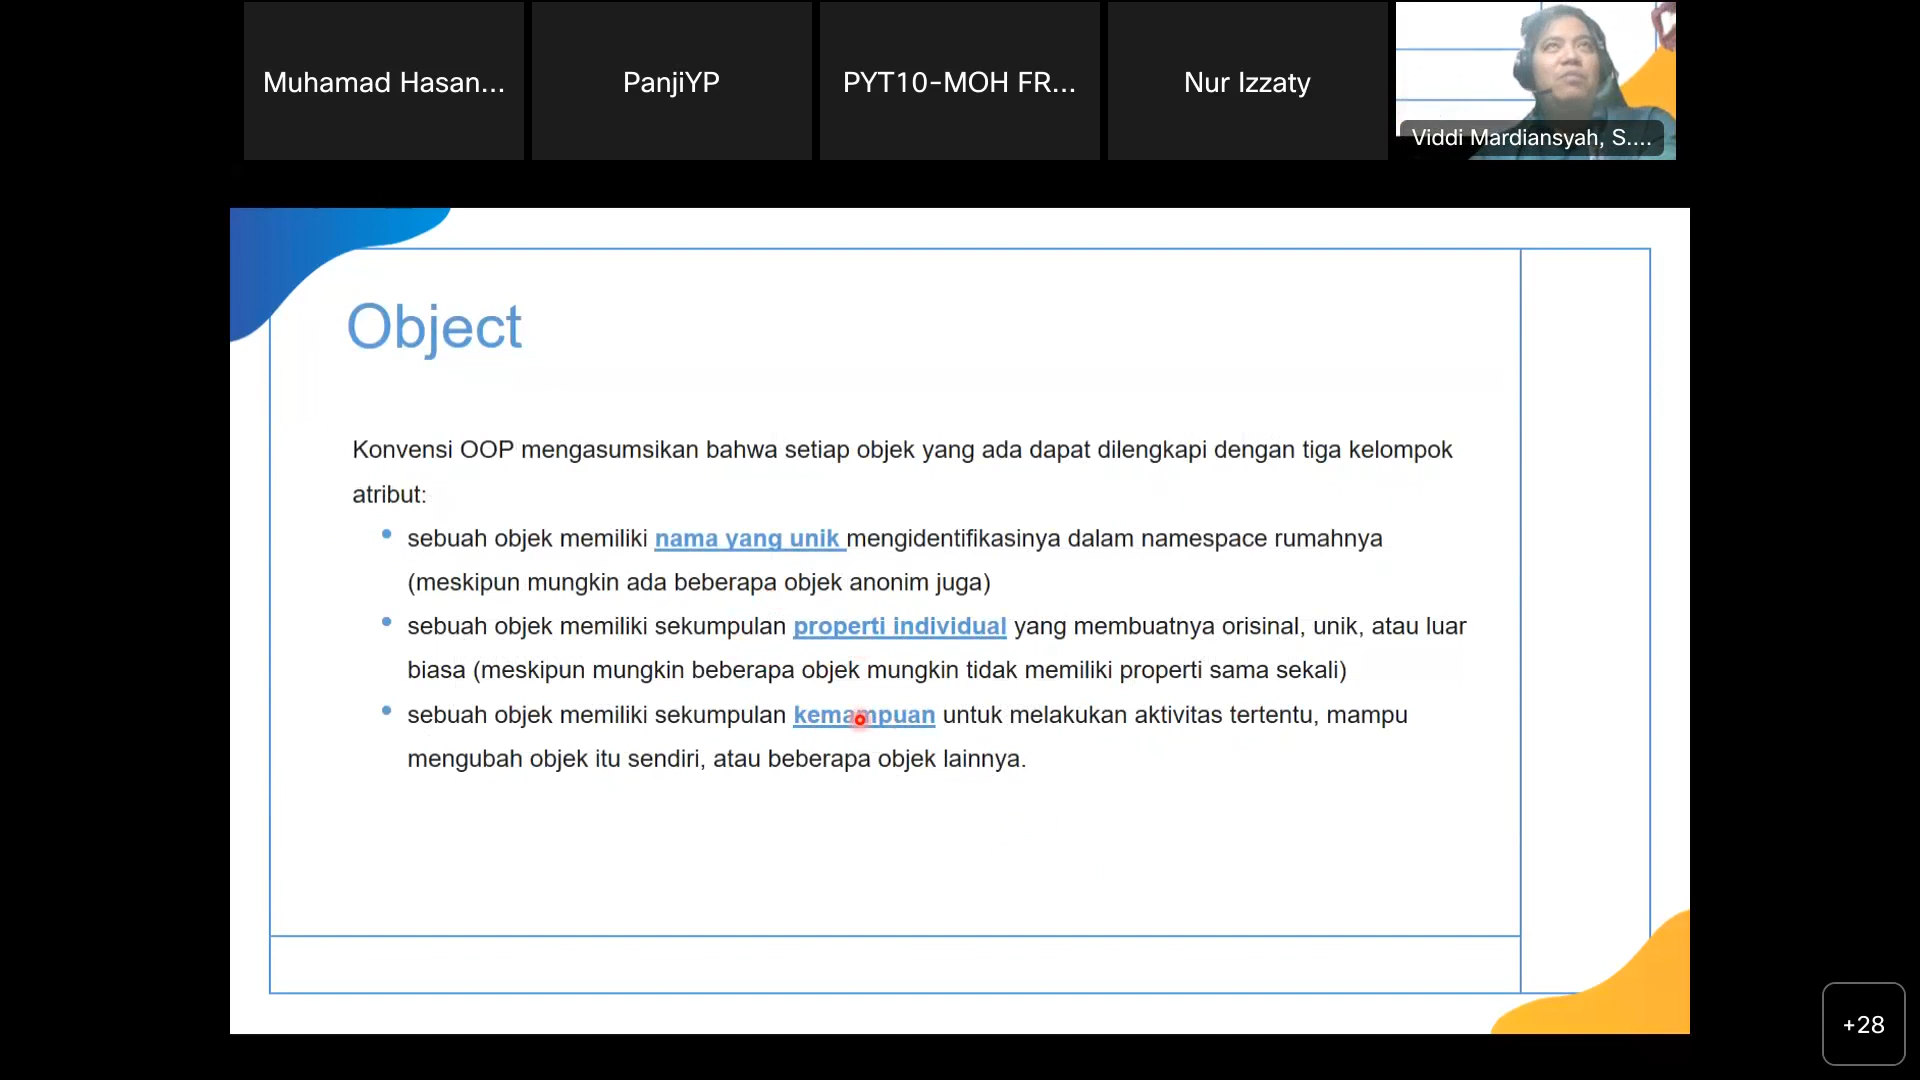 Muhamad Hasan...
PanjiYP
PYT10-MOH FR...
Nur Izzaty
Viddi Mardiansyah, S....
Object
Konvensi OOP mengasumsikan bahwa setiap objek yang ada dapat dilengkapi dengan tiga kelompok
atribut:
• sebuah objek memiliki nama yang unik mengidentifikasinya dalam namespace rumahnya
(meskipun mungkin ada beberapa objek anonim juga)
• sebuah objek memiliki sekumpulan properti individual yang membuatnya orisinal, unik, atau luar
biasa (meskipun mungkin beberapa objek mungkin tidak memiliki properti sama sekali)
• sebuah objek memiliki sekumpulan kemampuan untuk melakukan aktivitas tertentu, mampu
mengubah objek itu sendiri, atau beberapa objek lainnya.
+28